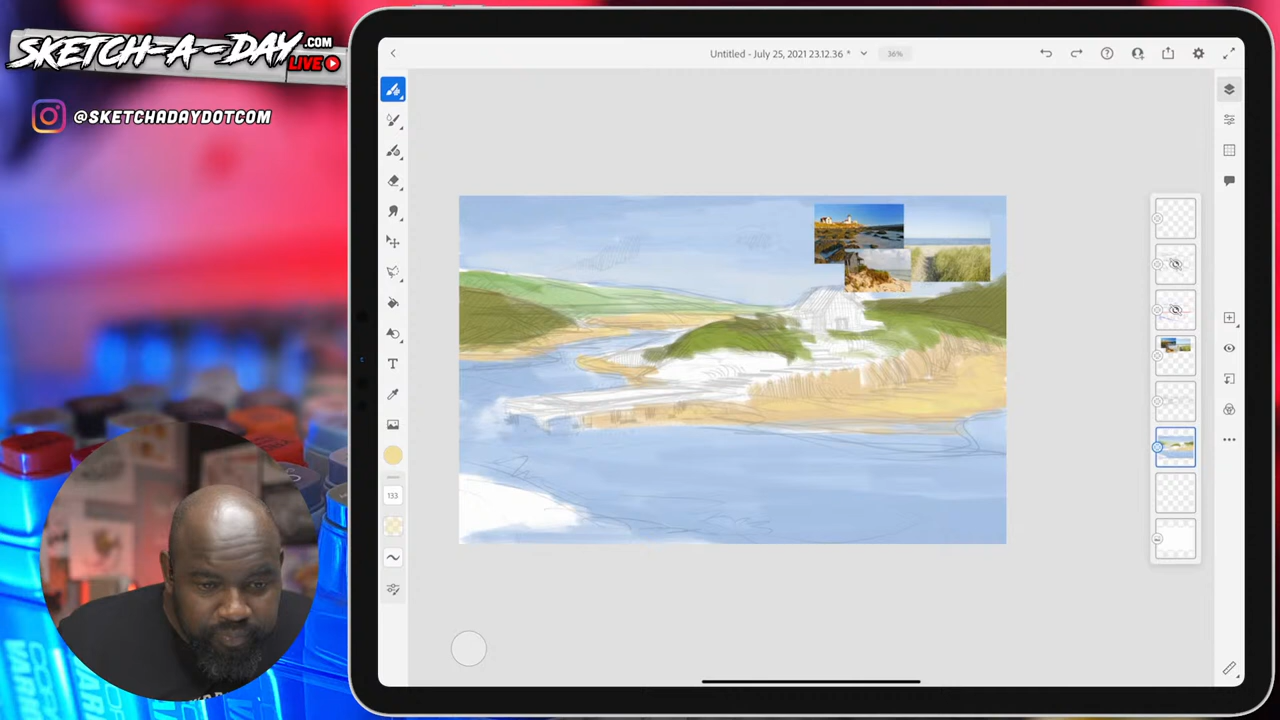 SKETCH-A-DAY.COM
LIVE
@SKETCHADAYDOTCOM
Untitled - July 25, 2021 23.12.36 *
36%
T
133